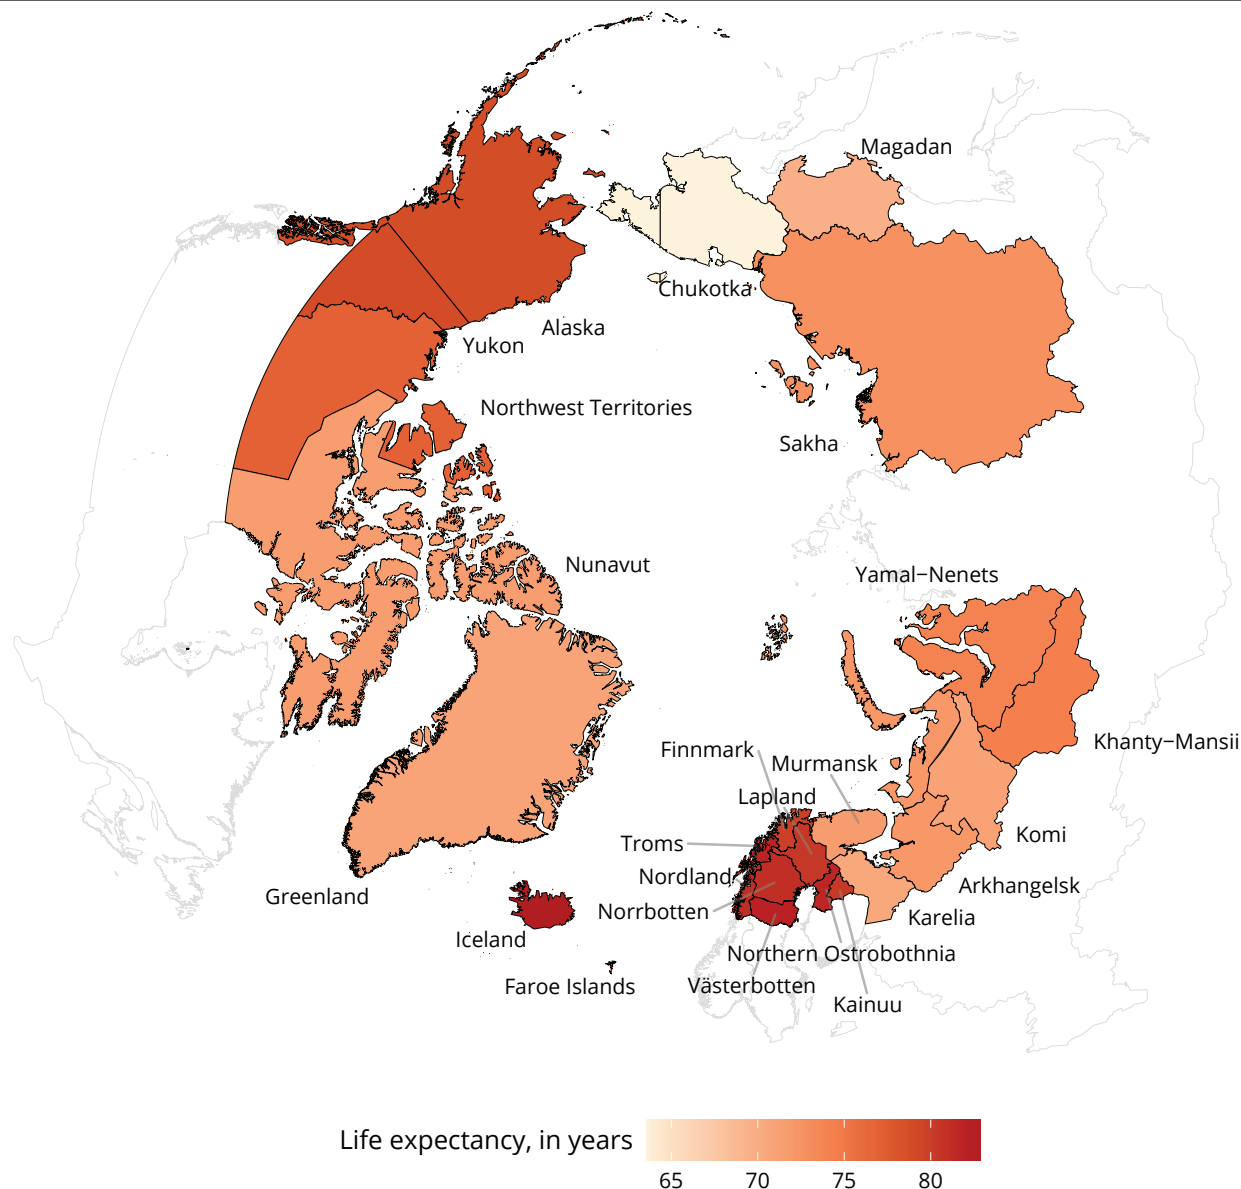 Magadan
Chukotka
Alaska
Yukon
Northwest Territories
Sakha
Nunavut
Yamal−Nenets
Khanty−Mansii
Finnmark
Murmansk
Lapland
Troms
Komi
Nordland
Arkhangelsk
Greenland
Norrbotten
Karelia
Iceland
Northern Ostrobothnia
Faroe Islands
Västerbotten
Kainuu
Life expectancy, in years
65 70 75 80